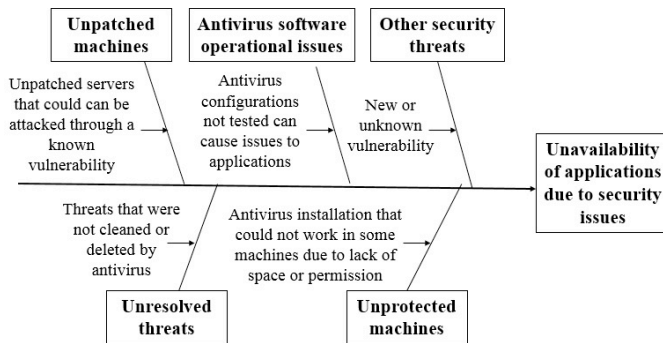 Unpatched
machines
Antivirus software
operational issues
Other security
threats
Unpatched servers
that could can be
attacked through a
known
vulnerability
Antivirus
configurations
not tested can
cause issues to
applications
New or
unknown
vulnerability
Unavailability
of applications
due to security
issues
Threats that were
not cleaned or
deleted by
antivirus
Antivirus installation that
could not work in some
machines due to lack of
space or permission
Unresolved
threats
Unprotected
machines